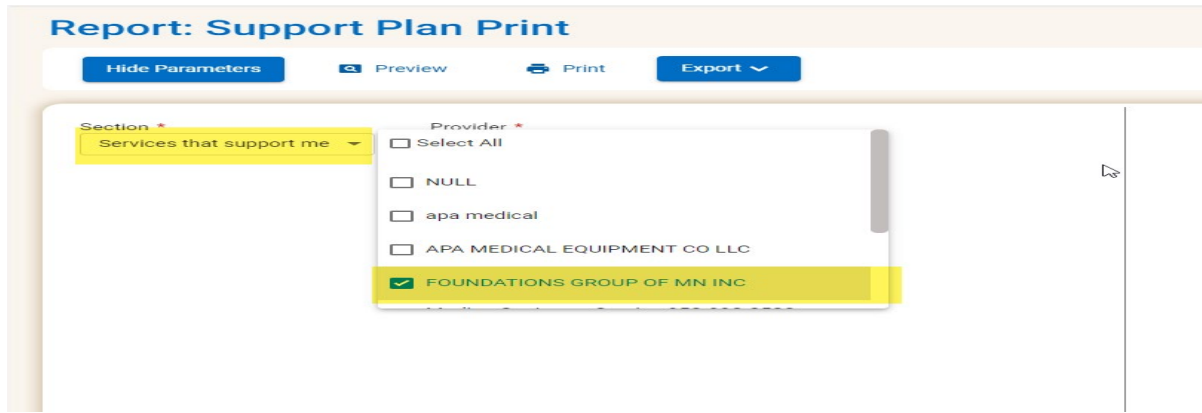 Report: Support Plan Print
Hide Parameters Preview Print Export
Section * Provider *
Services that support me Select All
NULL
apa medical
APA MEDICAL EQUIPMENT CO LLC
FOUNDATIONS GROUP OF MN INC